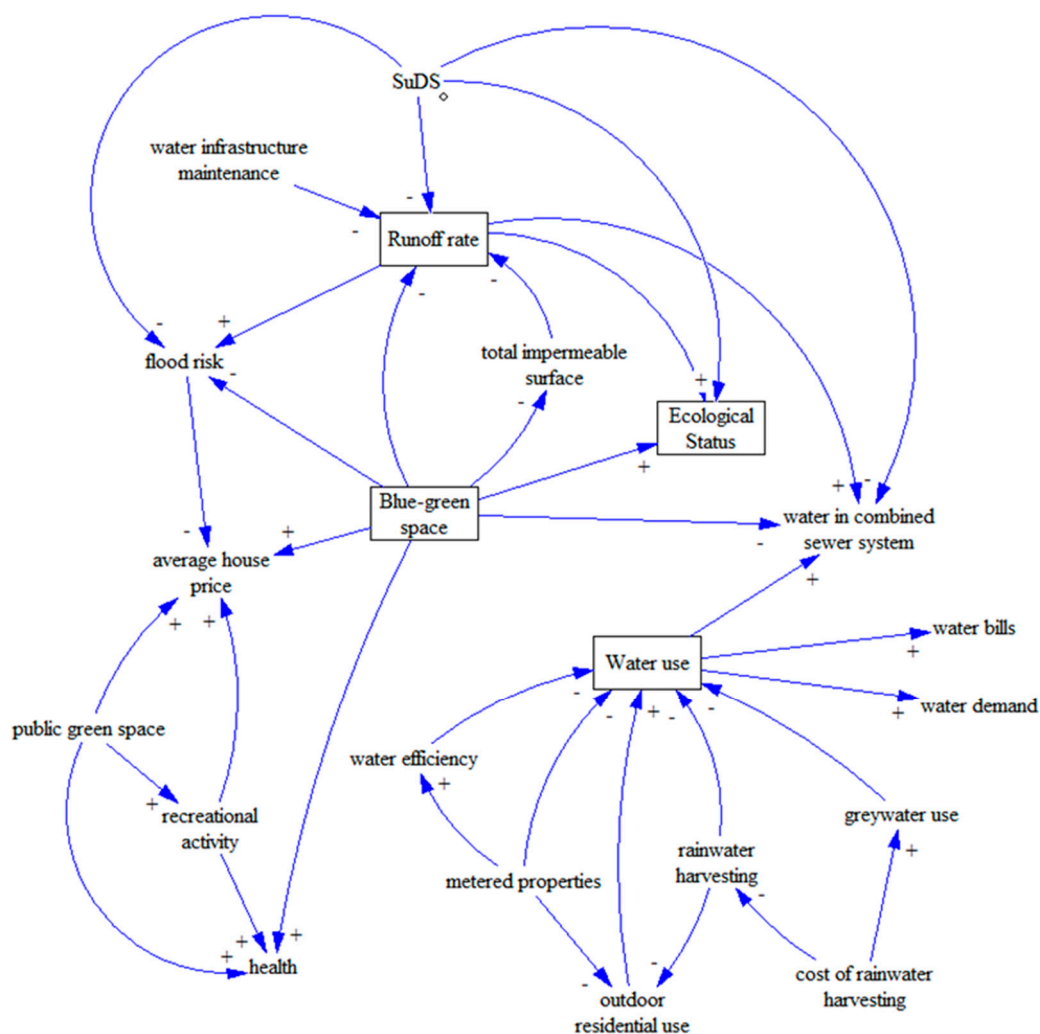 SuDS
water infrastructure
maintenance
-
-
Runoff rate
-
-
-
+
flood risk
-
total impermeable
surface
-
+
Ecological
Status
+
Blue-green
space
+
-
water in combined
sewer system
-
+
-
+
average house
price
+
+
+
water bills
+
Water use
-
-
+
-
-
water demand
+
public green space
water efficiency
+
+
recreational
activity
greywater use
+
metered properties
rainwater
harvesting
-
+
+
+
health
-
-
outdoor
residential use
cost of rainwater
harvesting